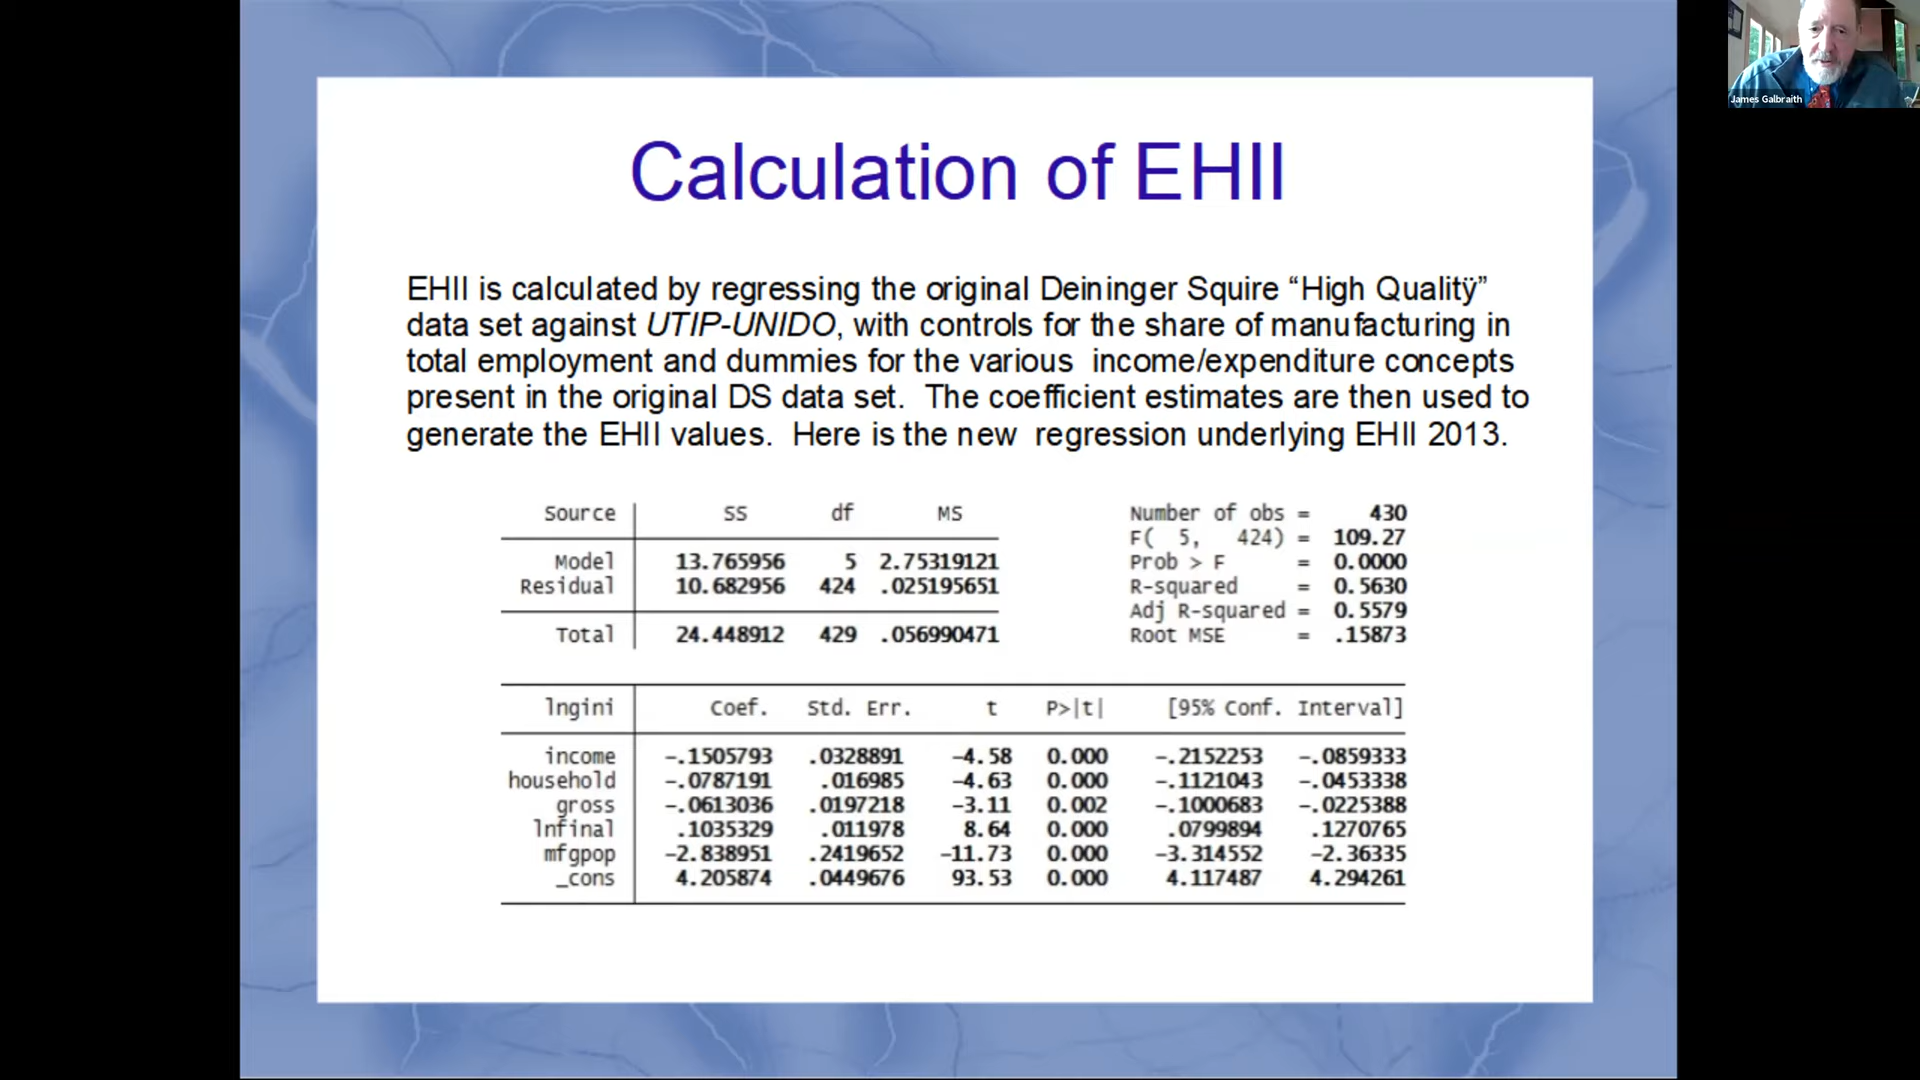 James Galbraith
Calculation of EHII
EHII is calculated by regressing the original Deininger Squire “High Qualitÿ”
data set against UTIP-UNIDO, with controls for the share of manufacturing in
total employment and dummies for the various income/expenditure concepts
present in the original DS data set. The coefficient estimates are then used to
generate the EHII values. Here is the new regression underlying EHII 2013.
Source SS df MS Number of obs = 430
F( 5, 424) = 109.27
Model 13.765956 5 2.75319121 Prob > F = 0.0000
Residual 10.682956 424 .025195651 R-squared = 0.5630
Adj R-squared = 0.5579
Total 24.448912 429 .056990471 Root MSE = .15873
lngini Coef. Std. Err. t P>|t| [95% Conf. Interval]
income -.1505793 .0328891 -4.58 0.000 -.2152253 -.0859333
household -.0787191 .016985 -4.63 0.000 -.1121043 -.0453338
gross -.0613036 .0197218 -3.11 0.002 -.1000683 -.0225388
lnfinal .1035329 .011978 8.64 0.000 .0799894 .1270765
mfgpop -2.838951 .2419652 -11.73 0.000 -3.314552 -2.36335
_cons 4.205874 .0449676 93.53 0.000 4.117487 4.294261